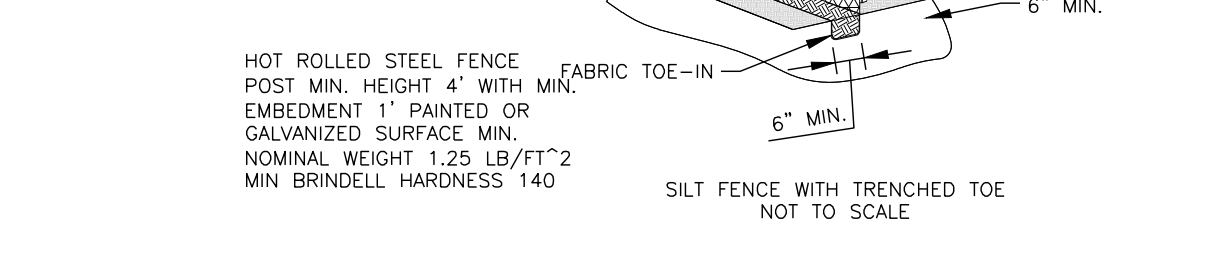 6" MIN.
HOT ROLLED STEEL FENCE
POST MIN. HEIGHT 4' WITH MIN.
EMBEDMENT 1' PAINTED OR
GALVANIZED SURFACE MIN.
NOMINAL WEIGHT 1.25 LB/FT^2
MIN BRINDELL HARDNESS 140
FABRIC TOE-IN
6" MIN.
SILT FENCE WITH TRENCHED TOE
NOT TO SCALE